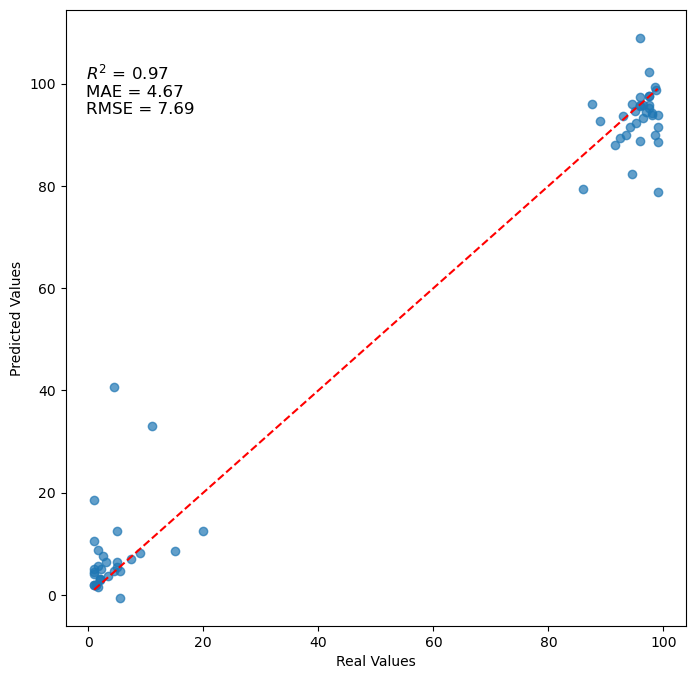 R² = 0.97
MAE = 4.67
RMSE = 7.69
100
80
60
40
20
0
Predicted Values
0 20 40 60 80 100
Real Values